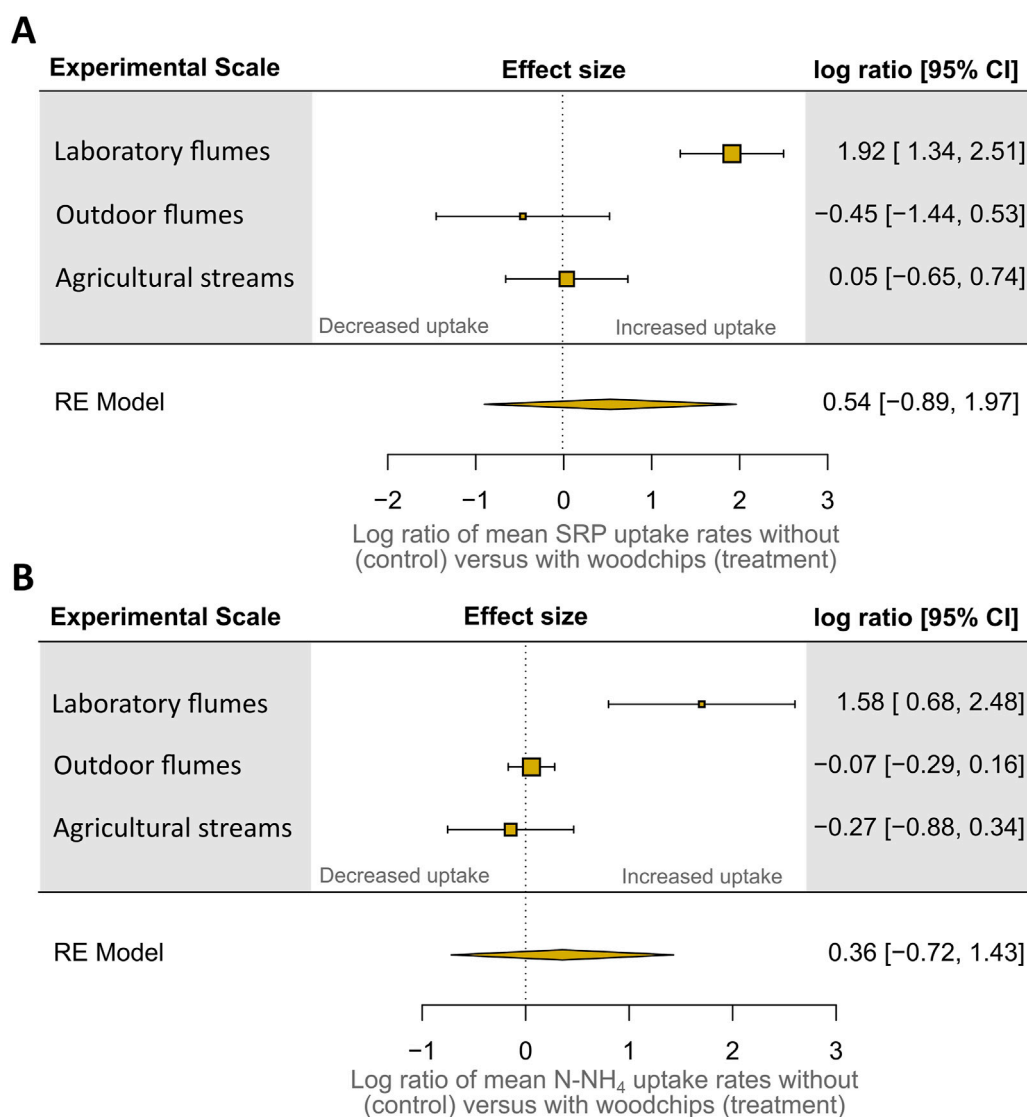 A
Experimental Scale Effect size log ratio [95% CI]
Laboratory flumes 1.92 [ 1.34, 2.51]
Outdoor flumes −0.45 [−1.44, 0.53]
Agricultural streams 0.05 [−0.65, 0.74]
Decreased uptake Increased uptake
RE Model 0.54 [−0.89, 1.97]
−2 −1 0 1 2 3
Log ratio of mean SRP uptake rates without
(control) versus with woodchips (treatment)
B
Experimental Scale Effect size log ratio [95% CI]
Laboratory flumes 1.58 [ 0.68, 2.48]
Outdoor flumes −0.07 [−0.29, 0.16]
Agricultural streams −0.27 [−0.88, 0.34]
Decreased uptake Increased uptake
RE Model 0.36 [−0.72, 1.43]
−1 0 1 2 3
Log ratio of mean N-NH₄ uptake rates without
(control) versus with woodchips (treatment)